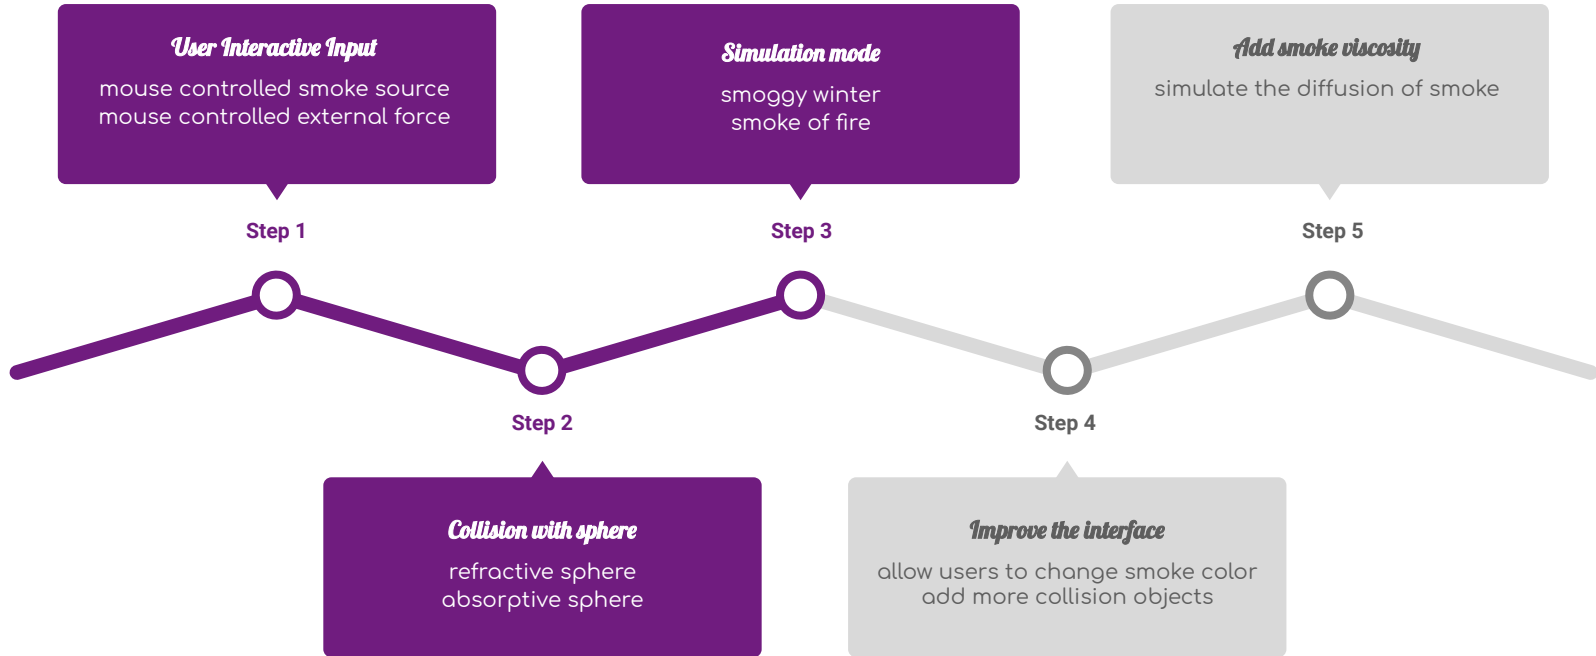 User Interactive Input
mouse controlled smoke source
mouse controlled external force
Step 1
Step 2
Collision with sphere
refractive sphere
absorptive sphere
Simulation mode
smoggy winter
smoke of fire
Step 3
Step 4
Improve the interface
allow users to change smoke color
add more collision objects
Add smoke viscosity
simulate the diffusion of smoke
Step 5